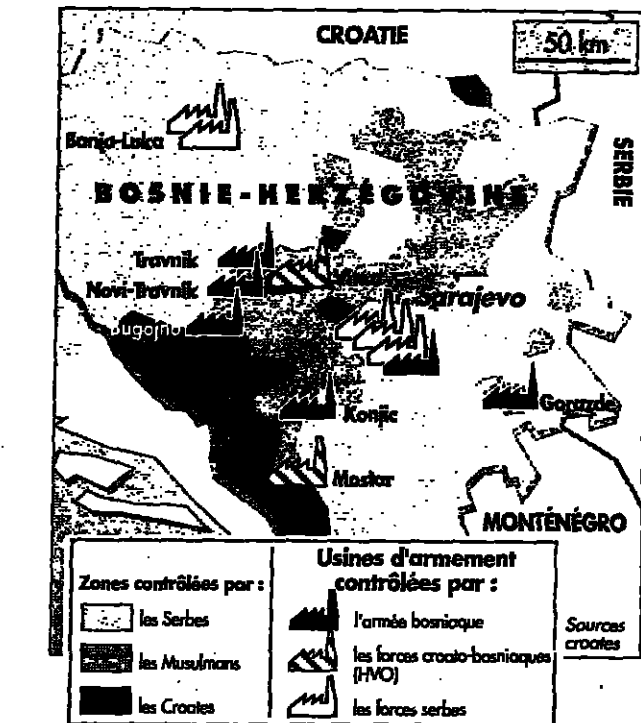 CROATIE
50 km
Banja-Luka
SERBIE
BOSNIE-HERZÉGOVINE
Travnik
Novi-Travnik
Sarajevo
Bugojno
Konjic
Gorazde
Mostar
MONTÉNÉGRO
Zones contrôlées par :
les Serbes
les Musulmans
les Croates
Usines d'armement
contrôlées par :
l'armée bosniaque
les forces croato-bosniaques
(HVO)
les forces serbes
Sources
croates